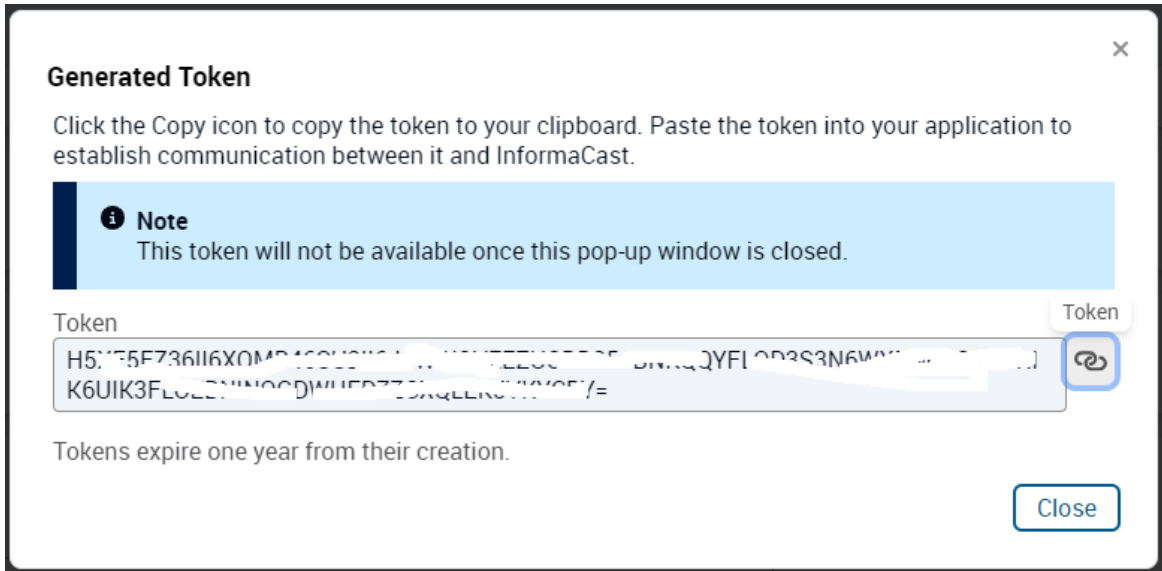 Generated Token
Click the Copy icon to copy the token to your clipboard. Paste the token into your application to
establish communication between it and InformaCast.
Note
This token will not be available once this pop-up window is closed.
Token
Token
Tokens expire one year from their creation.
Close